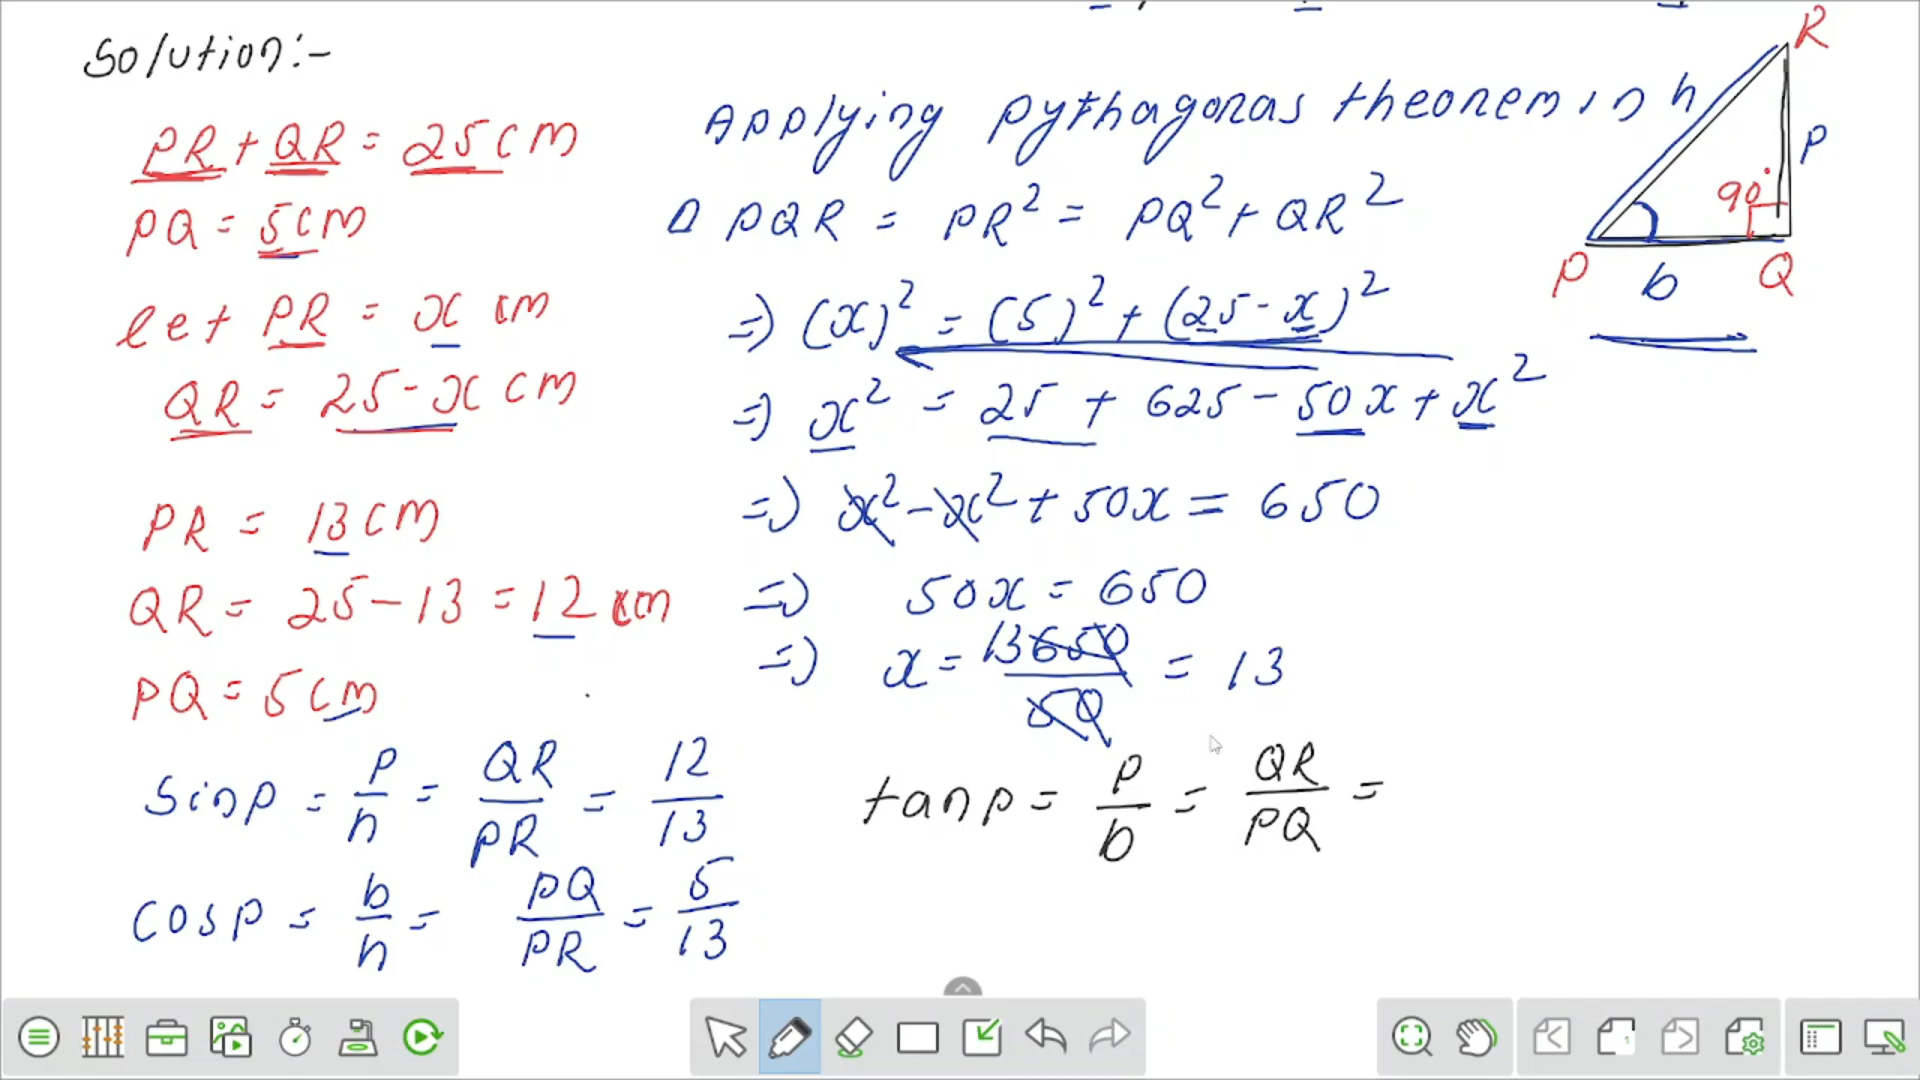 Solution:-
PR + QR = 25 cm
PQ = 5 cm
let PR = x cm
QR = 25 - x cm
PR = 13 cm
QR = 25 - 13 = 12 cm
PQ = 5 cm
sin p = p/h = QR/PR = 12/13
cos p = b/h = PQ/PR = 5/13
Applying pythagoras theorem in
Δ PQR = PR² = PQ² + QR²
=> (x)² = (5)² + (25 - x)²
=> x² = 25 + 625 - 50x + x²
=> x² - x² + 50x = 650
=> 50x = 650
=> x = 13 650/50 = 13
tan p = p/b = QR/PQ =
R
h
p
90°
P
b
Q